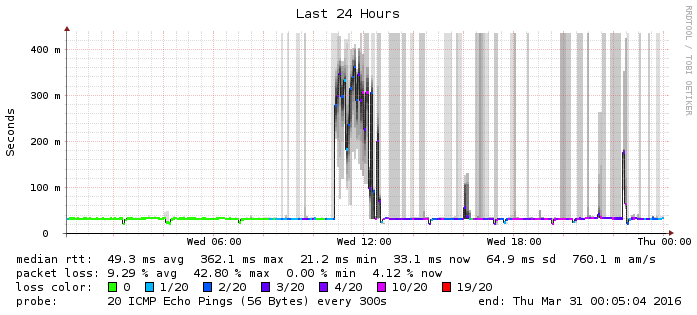 Last 24 Hours
RRDTOOL / TOBI OETIKER
Seconds
400 m
300 m
200 m
100 m
0
Wed 06:00 Wed 12:00 Wed 18:00 Thu 00:00
median rtt: 49.3 ms avg 362.1 ms max 21.2 ms min 33.1 ms now 64.9 ms sd 760.1 m am/s
packet loss: 9.29 % avg 42.80 % max 0.00 % min 4.12 % now
loss color: 0 1/20 2/20 3/20 4/20 10/20 19/20
probe: 20 ICMP Echo Pings (56 Bytes) every 300s end: Thu Mar 31 00:05:04 2016